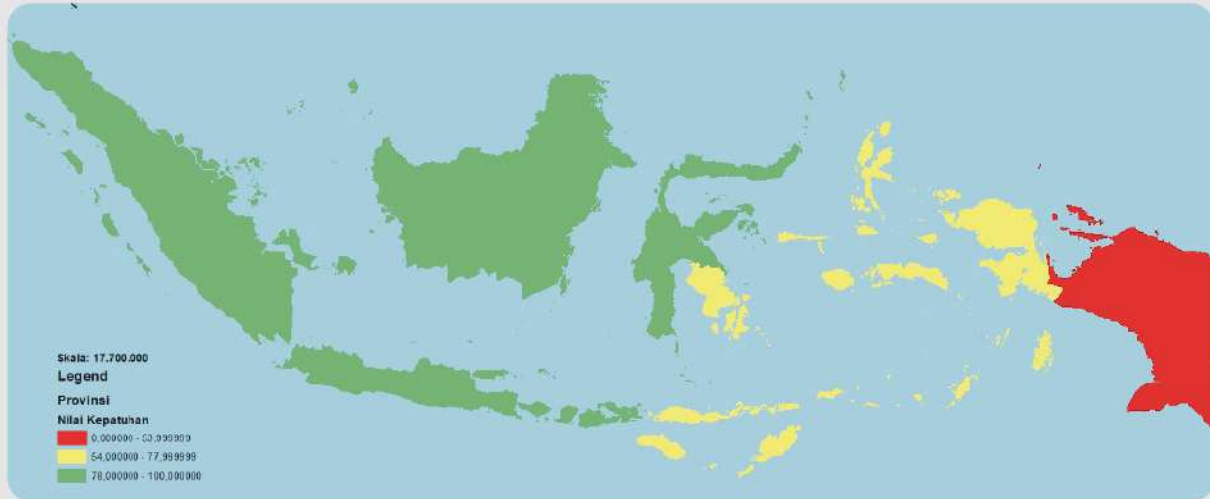 Skala: 17.700.000
Legend
Provinsi
Nilai Kepatuhan
0,000000 - 53,999999
54,000000 - 77,999999
78,000000 - 100,000000